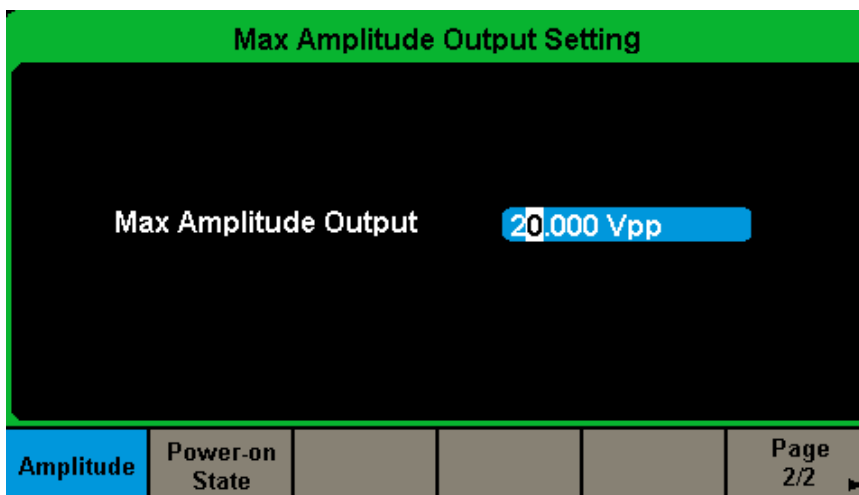 Max Amplitude Output Setting
Max Amplitude Output 20.000 Vpp
Amplitude
Power-on
State
Page
2/2